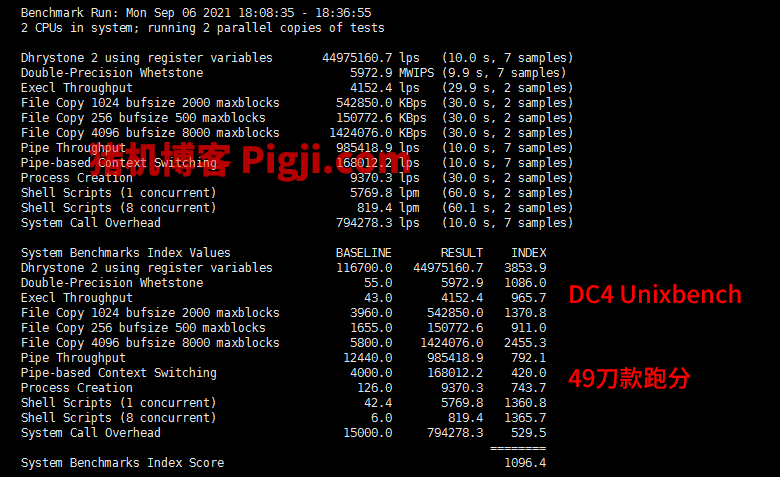 Benchmark Run: Mon Sep 06 2021 18:08:35 - 18:36:55
2 CPUs in system; running 2 parallel copies of tests
Dhrystone 2 using register variables 44975160.7 lps (10.0 s, 7 samples)
Double-Precision Whetstone 5972.9 MWIPS (9.9 s, 7 samples)
Execl Throughput 4152.4 lps (29.9 s, 2 samples)
File Copy 1024 bufsize 2000 maxblocks 542850.0 KBps (30.0 s, 2 samples)
File Copy 256 bufsize 500 maxblocks 150772.6 KBps (30.0 s, 2 samples)
File Copy 4096 bufsize 8000 maxblocks 1424076.0 KBps (30.0 s, 2 samples)
Pipe Throughput 985418.9 lps (10.0 s, 7 samples)
猪机博客 Pigji.com
Pipe-based Context Switching 168012.2 lps (10.0 s, 7 samples)
Process Creation 9370.3 lps (30.0 s, 2 samples)
Shell Scripts (1 concurrent) 5769.8 lpm (60.0 s, 2 samples)
Shell Scripts (8 concurrent) 819.4 lpm (60.1 s, 2 samples)
System Call Overhead 794278.3 lps (10.0 s, 7 samples)
System Benchmarks Index Values BASELINE RESULT INDEX
Dhrystone 2 using register variables 116700.0 44975160.7 3853.9
Double-Precision Whetstone 55.0 5972.9 1086.0
Execl Throughput 43.0 4152.4 965.7
DC4 Unixbench
File Copy 1024 bufsize 2000 maxblocks 3960.0 542850.0 1370.8
File Copy 256 bufsize 500 maxblocks 1655.0 150772.6 911.0
File Copy 4096 bufsize 8000 maxblocks 5800.0 1424076.0 2455.3
Pipe Throughput 12440.0 985418.9 792.1
Pipe-based Context Switching 4000.0 168012.2 420.0
49刀款跑分
Process Creation 126.0 9370.3 743.7
Shell Scripts (1 concurrent) 42.4 5769.8 1360.8
Shell Scripts (8 concurrent) 6.0 819.4 1365.7
System Call Overhead 15000.0 794278.3 529.5
========
System Benchmarks Index Score 1096.4